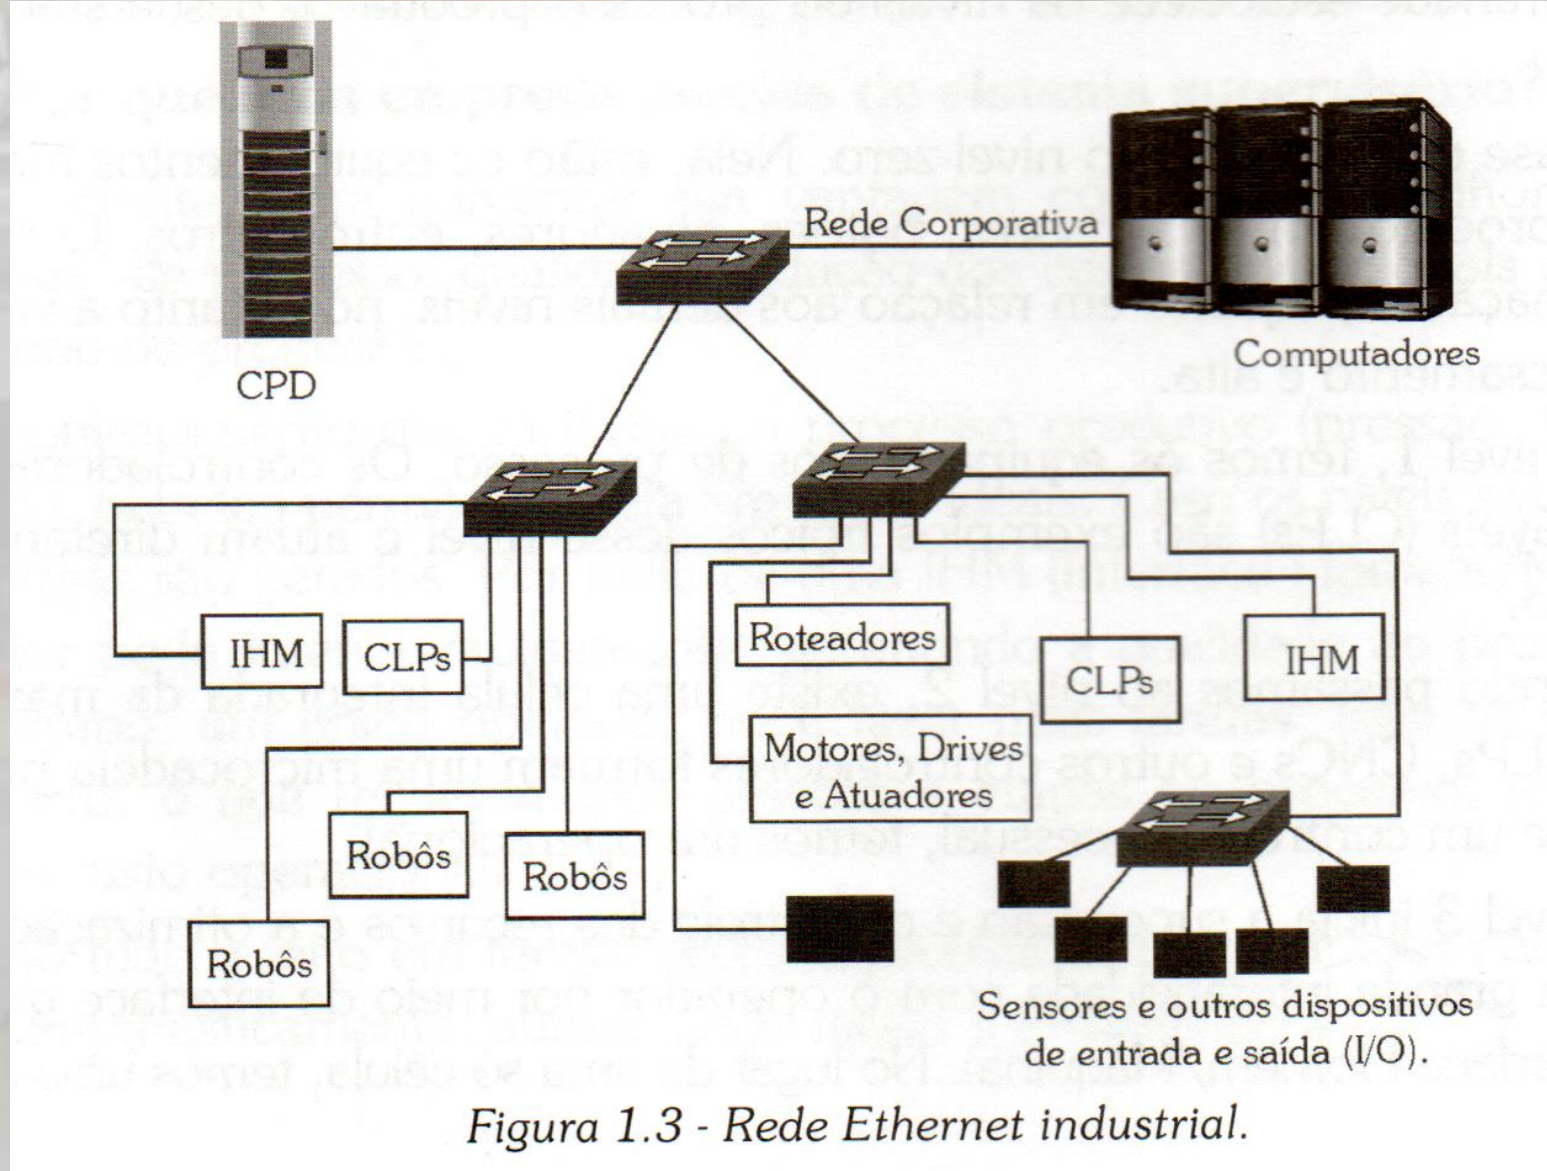 Rede Corporativa
CPD
Computadores
IHM
CLPs
Robôs
Robôs
Robôs
Roteadores
Motores, Drives
e Atuadores
CLPs
IHM
Sensores e outros dispositivos
de entrada e saída (I/O).
Figura 1.3 - Rede Ethernet industrial.